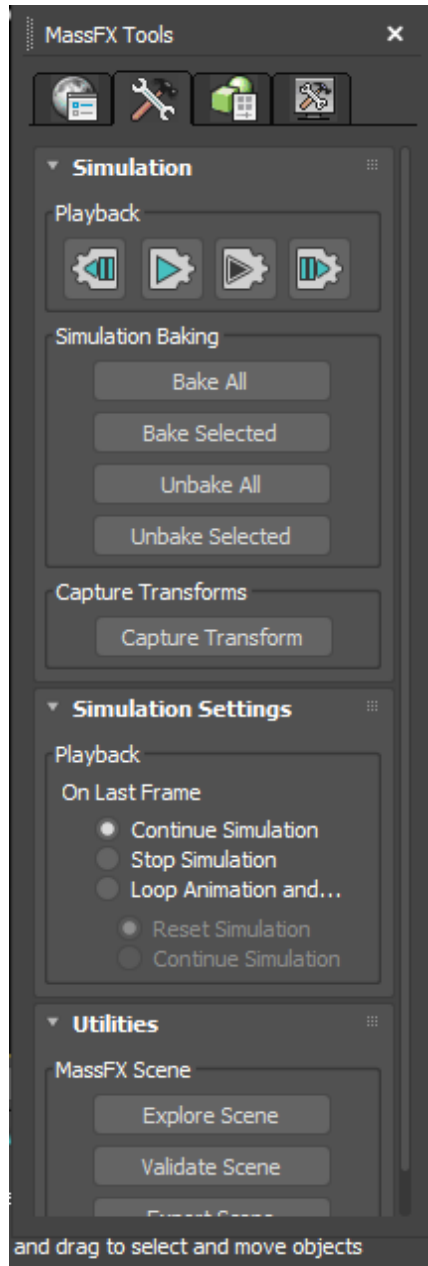 MassFX Tools
Simulation
Playback
Simulation Baking
Bake All
Bake Selected
Unbake All
Unbake Selected
Capture Transforms
Capture Transform
Simulation Settings
Playback
On Last Frame
Continue Simulation
Stop Simulation
Loop Animation and...
Reset Simulation
Continue Simulation
Utilities
MassFX Scene
Explore Scene
Validate Scene
Export Scene
and drag to select and move objects